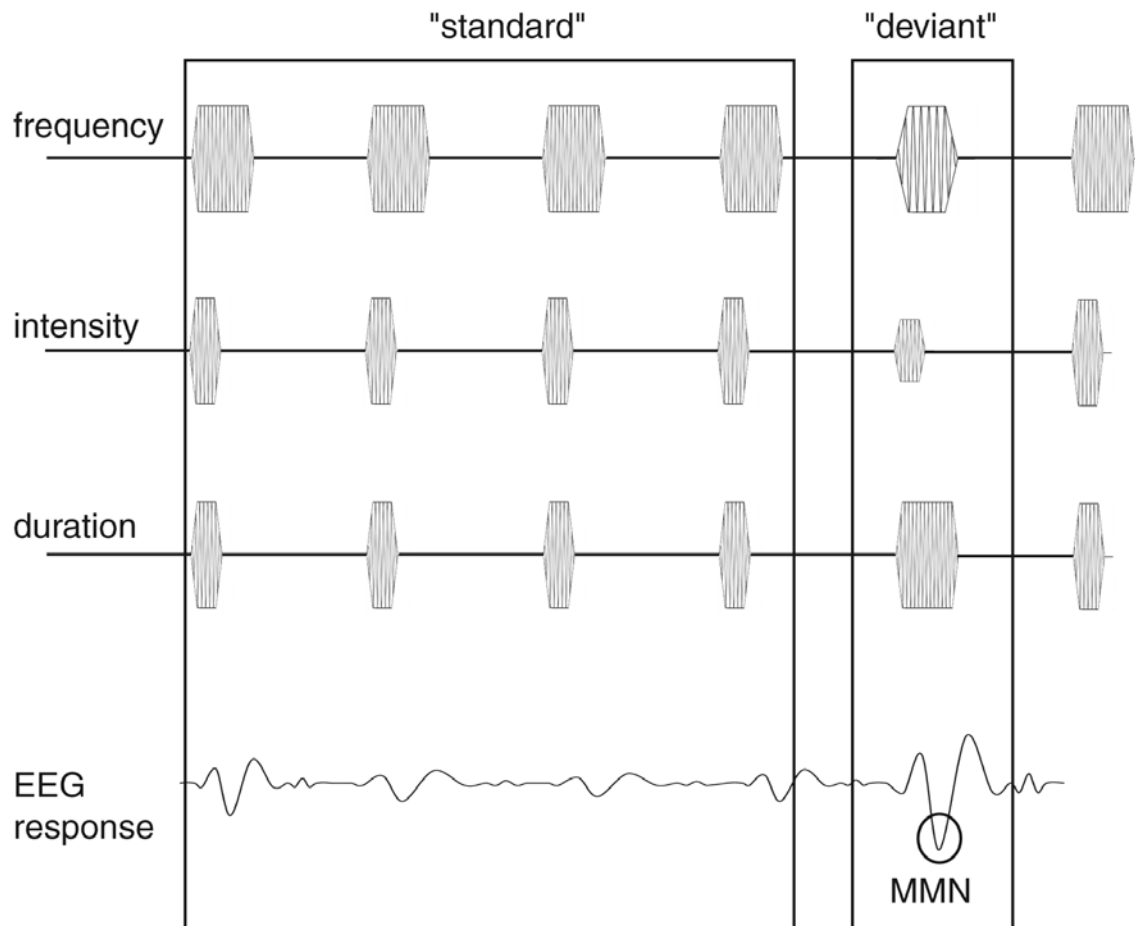 "standard"
"deviant"
frequency
intensity
duration
EEG
response
MMN